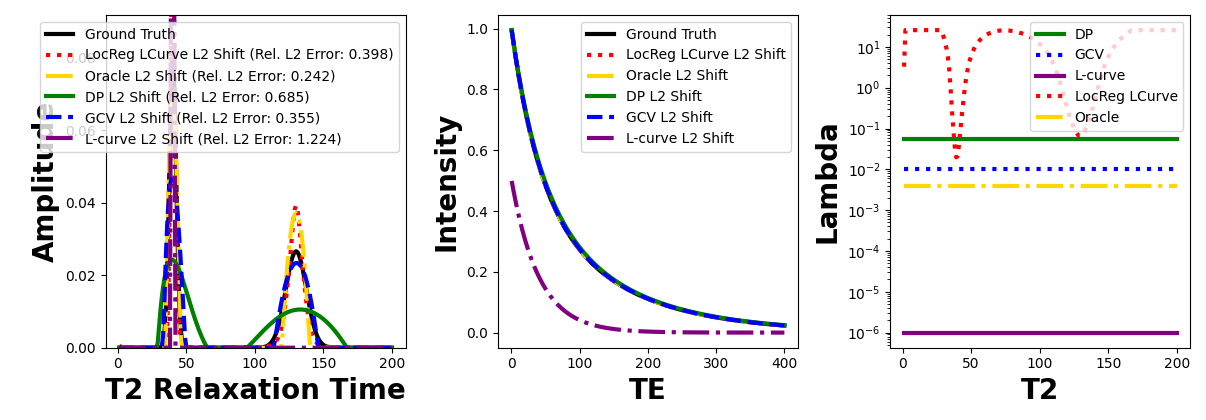 Ground Truth
LocReg LCurve L2 Shift (Rel. L2 Error: 0.398)
Oracle L2 Shift (Rel. L2 Error: 0.242)
DP L2 Shift (Rel. L2 Error: 0.685)
GCV L2 Shift (Rel. L2 Error: 0.355)
L-curve L2 Shift (Rel. L2 Error: 1.224)
Amplitude
0.08
0.06
0.04
0.02
0.00
0
50
100
150
200
T2 Relaxation Time
Ground Truth
LocReg LCurve L2 Shift
Oracle L2 Shift
DP L2 Shift
GCV L2 Shift
L-curve L2 Shift
Intensity
1.0
0.8
0.6
0.4
0.2
0.0
0
100
200
300
400
TE
DP
GCV
L-curve
LocReg LCurve
Oracle
Lambda
10¹
10⁰
10⁻¹
10⁻²
10⁻³
10⁻⁴
10⁻⁵
10⁻⁶
0
50
100
150
200
T2